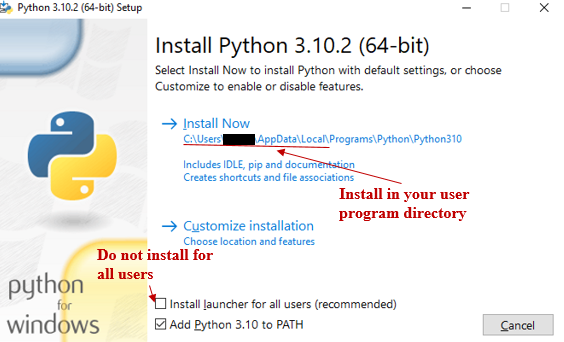 Python 3.10.2 (64-bit) Setup
Install Python 3.10.2 (64-bit)
Select Install Now to install Python with default settings, or choose
Customize to enable or disable features.
Install Now
C:\Users\ \AppData\Local\Programs\Python\Python310
Includes IDLE, pip and documentation
Creates shortcuts and file associations
Install in your user
program directory
Customize installation
Choose location and features
Do not install for
all users
Install launcher for all users (recommended)
Add Python 3.10 to PATH
python
for
windows
Cancel